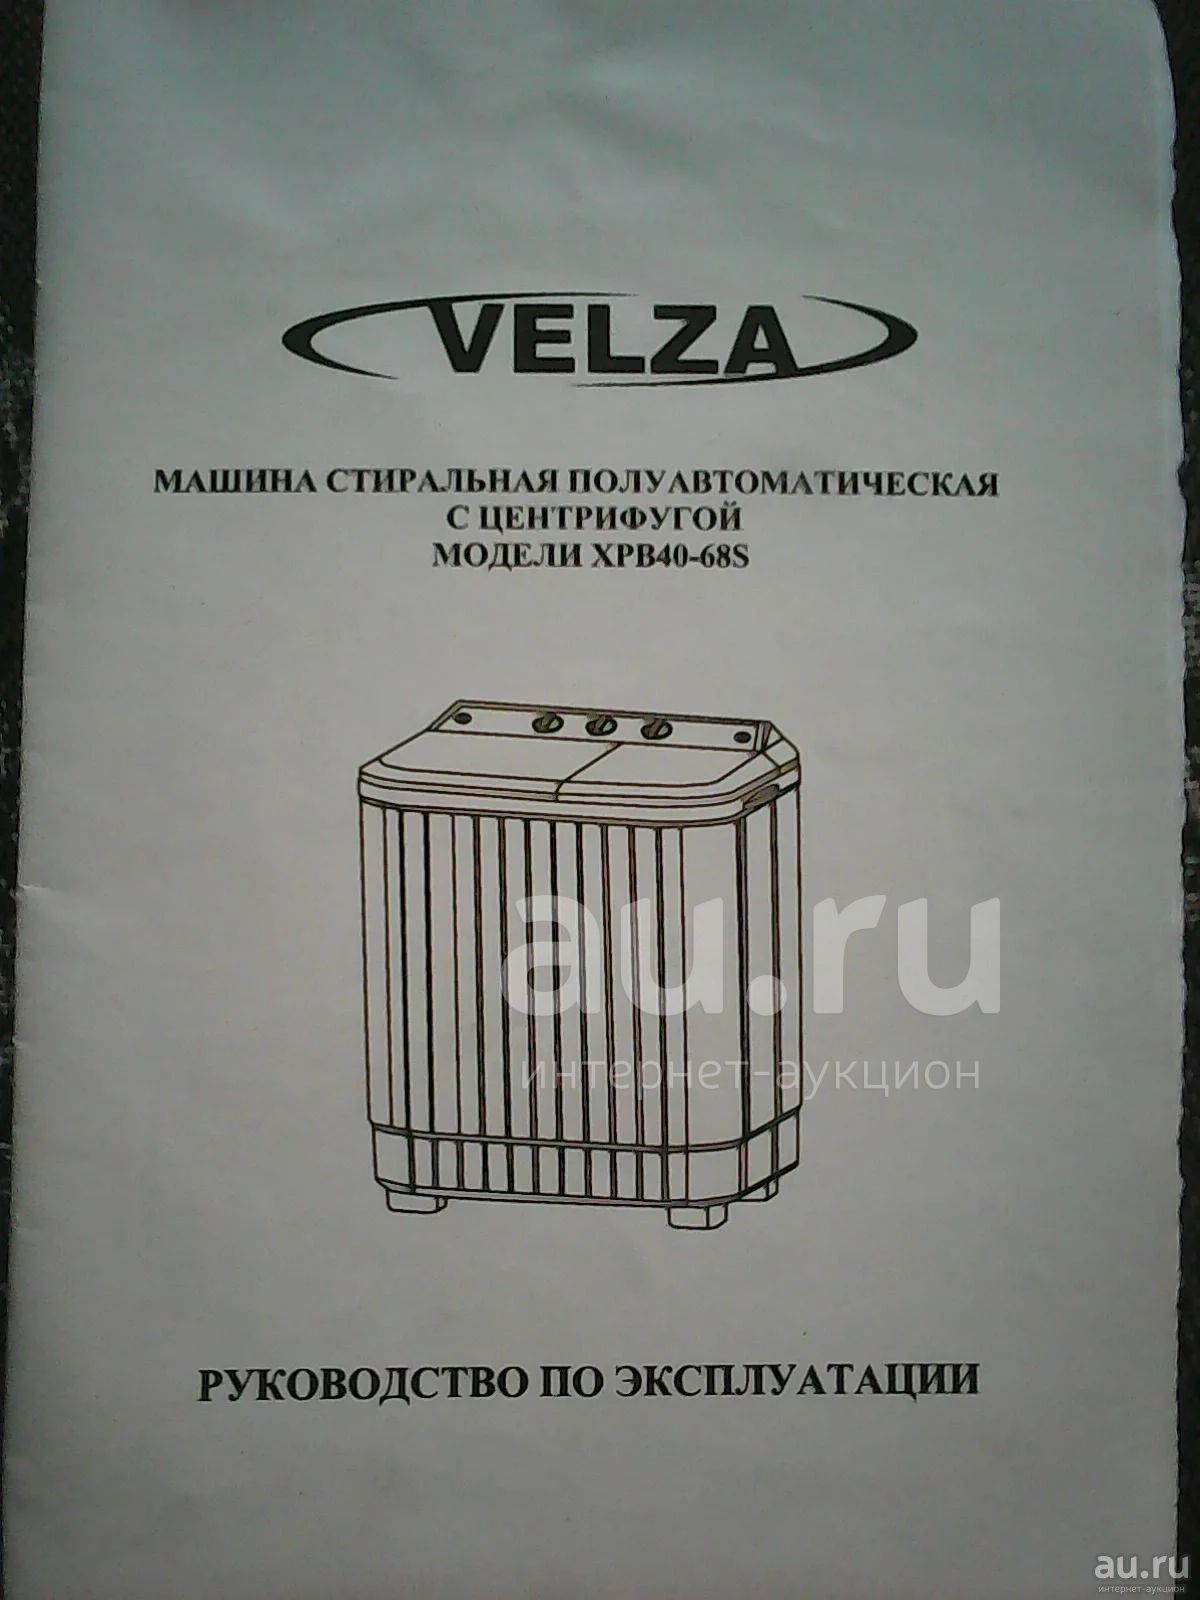 VELZA
МАШИНА СТИРАЛЬНАЯ ПОЛУАВТОМАТИЧЕСКАЯ
С ЦЕНТРИФУГОЙ
МОДЕЛИ XPB40-68S
au.ru
интернет-аукцион
РУКОВОДСТВО ПО ЭКСПЛУАТАЦИИ
au.ru
интернет-аукцион